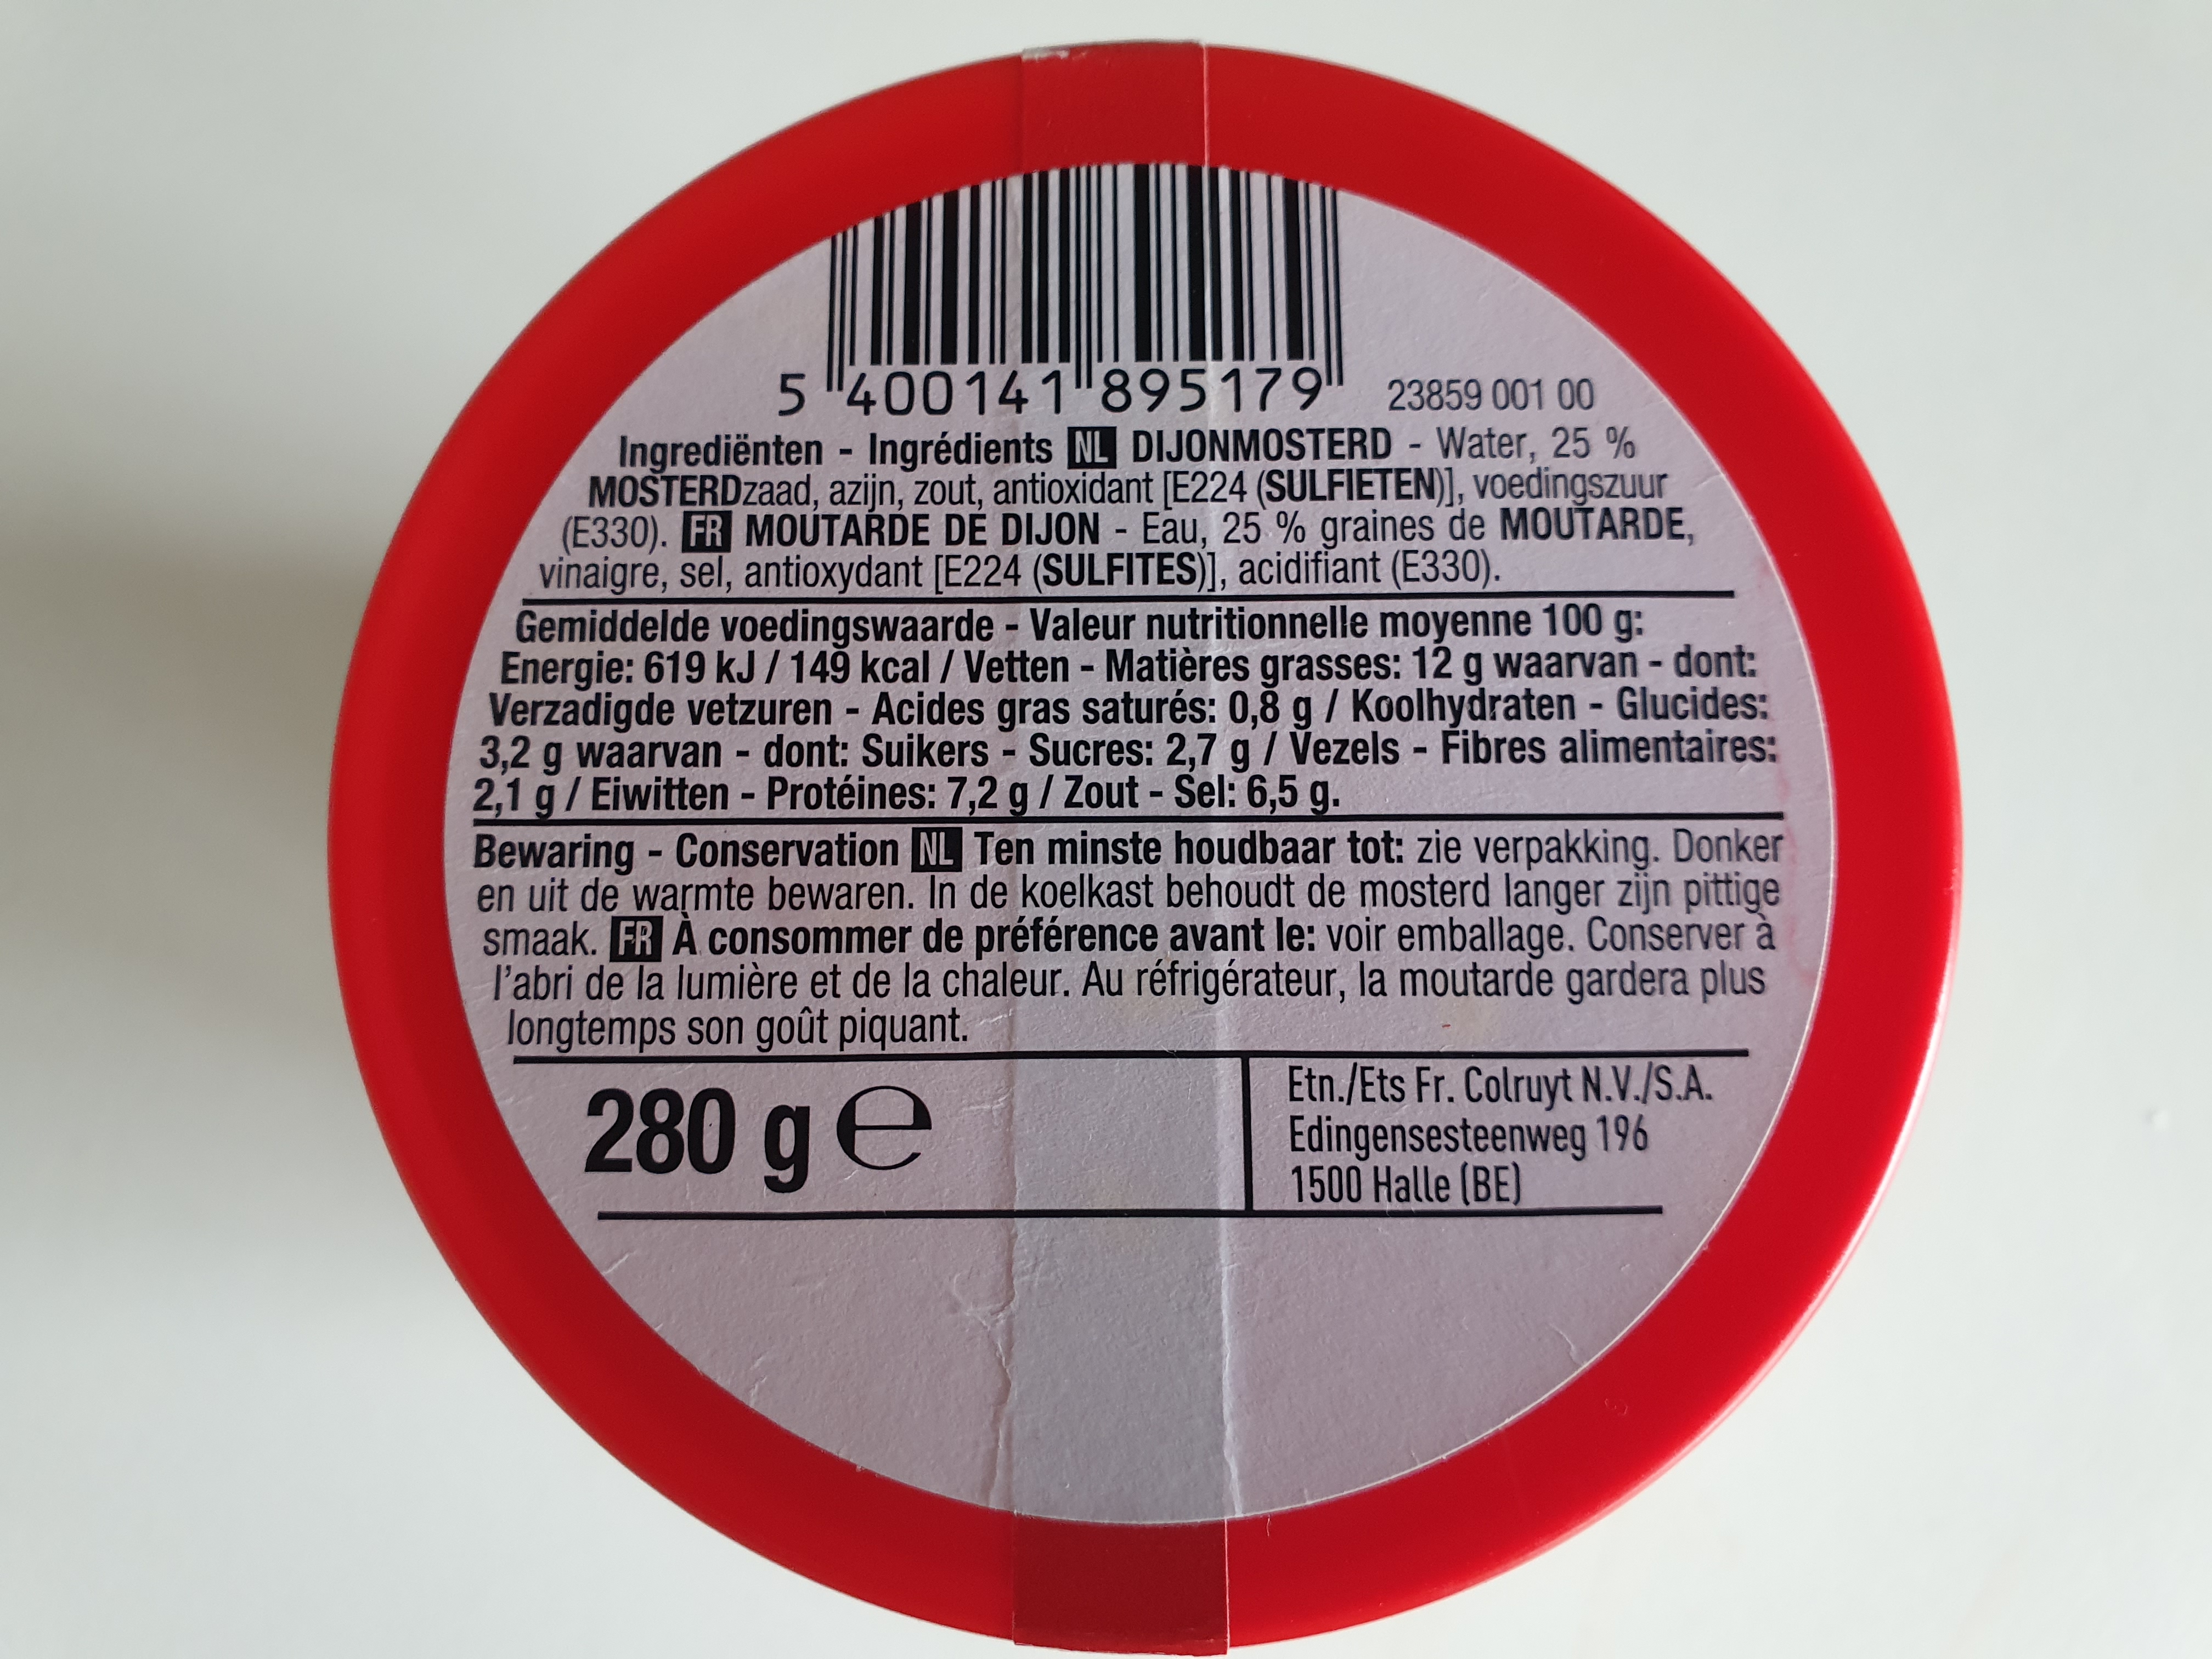 5 400141 895179 23859 001 00
Ingrediënten - Ingrédients NL DIJONMOSTERD - Water, 25 %
MOSTERDzaad, azijn, zout, antioxidant [E224 (SULFIETEN)], voedingszuur
(E330). FR MOUTARDE DE DIJON - Eau, 25 % graines de MOUTARDE,
vinaigre, sel, antioxydant [E224 (SULFITES)], acidifiant (E330).
Gemiddelde voedingswaarde - Valeur nutritionnelle moyenne 100 g:
Energie: 619 kJ / 149 kcal / Vetten - Matières grasses: 12 g waarvan - dont:
Verzadigde vetzuren - Acides gras saturés: 0,8 g / Koolhydraten - Glucides:
3,2 g waarvan - dont: Suikers - Sucres: 2,7 g / Vezels - Fibres alimentaires:
2,1 g / Eiwitten - Protéines: 7,2 g / Zout - Sel: 6,5 g.
Bewaring - Conservation NL Ten minste houdbaar tot: zie verpakking. Donker
en uit de warmte bewaren. In de koelkast behoudt de mosterd langer zijn pittige
smaak. FR À consommer de préférence avant le: voir emballage. Conserver à
l'abri de la lumière et de la chaleur. Au réfrigérateur, la moutarde gardera plus
longtemps son goût piquant.
280 g e
Etn./Ets Fr. Colruyt N.V./S.A.
Edingensesteenweg 196
1500 Halle (BE)